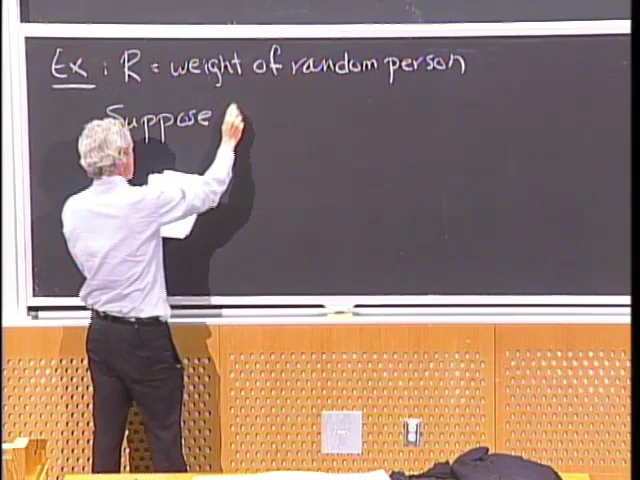 Ex : R = weight of random person
Suppose